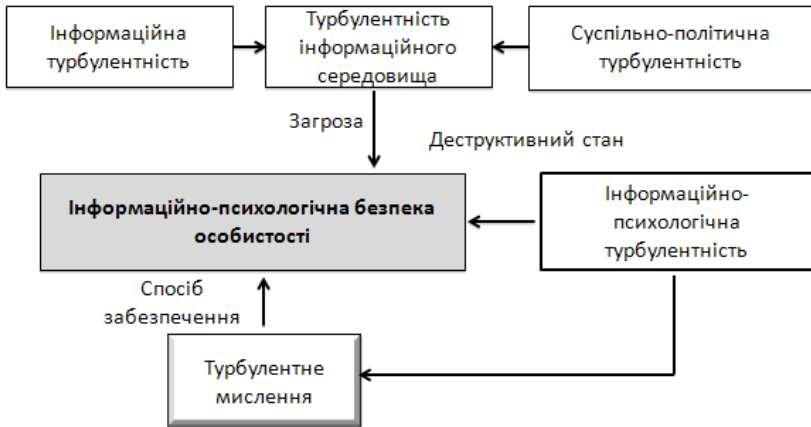 Інформаційна
турбулентність
Турбулентність
інформаційного
середовища
Суспільно-політична
турбулентність
Загроза
Деструктивний стан
Інформаційно-психологічна безпека
особистості
Інформаційно-
психологічна
турбулентність
Спосіб
забезпечення
Турбулентне
мислення